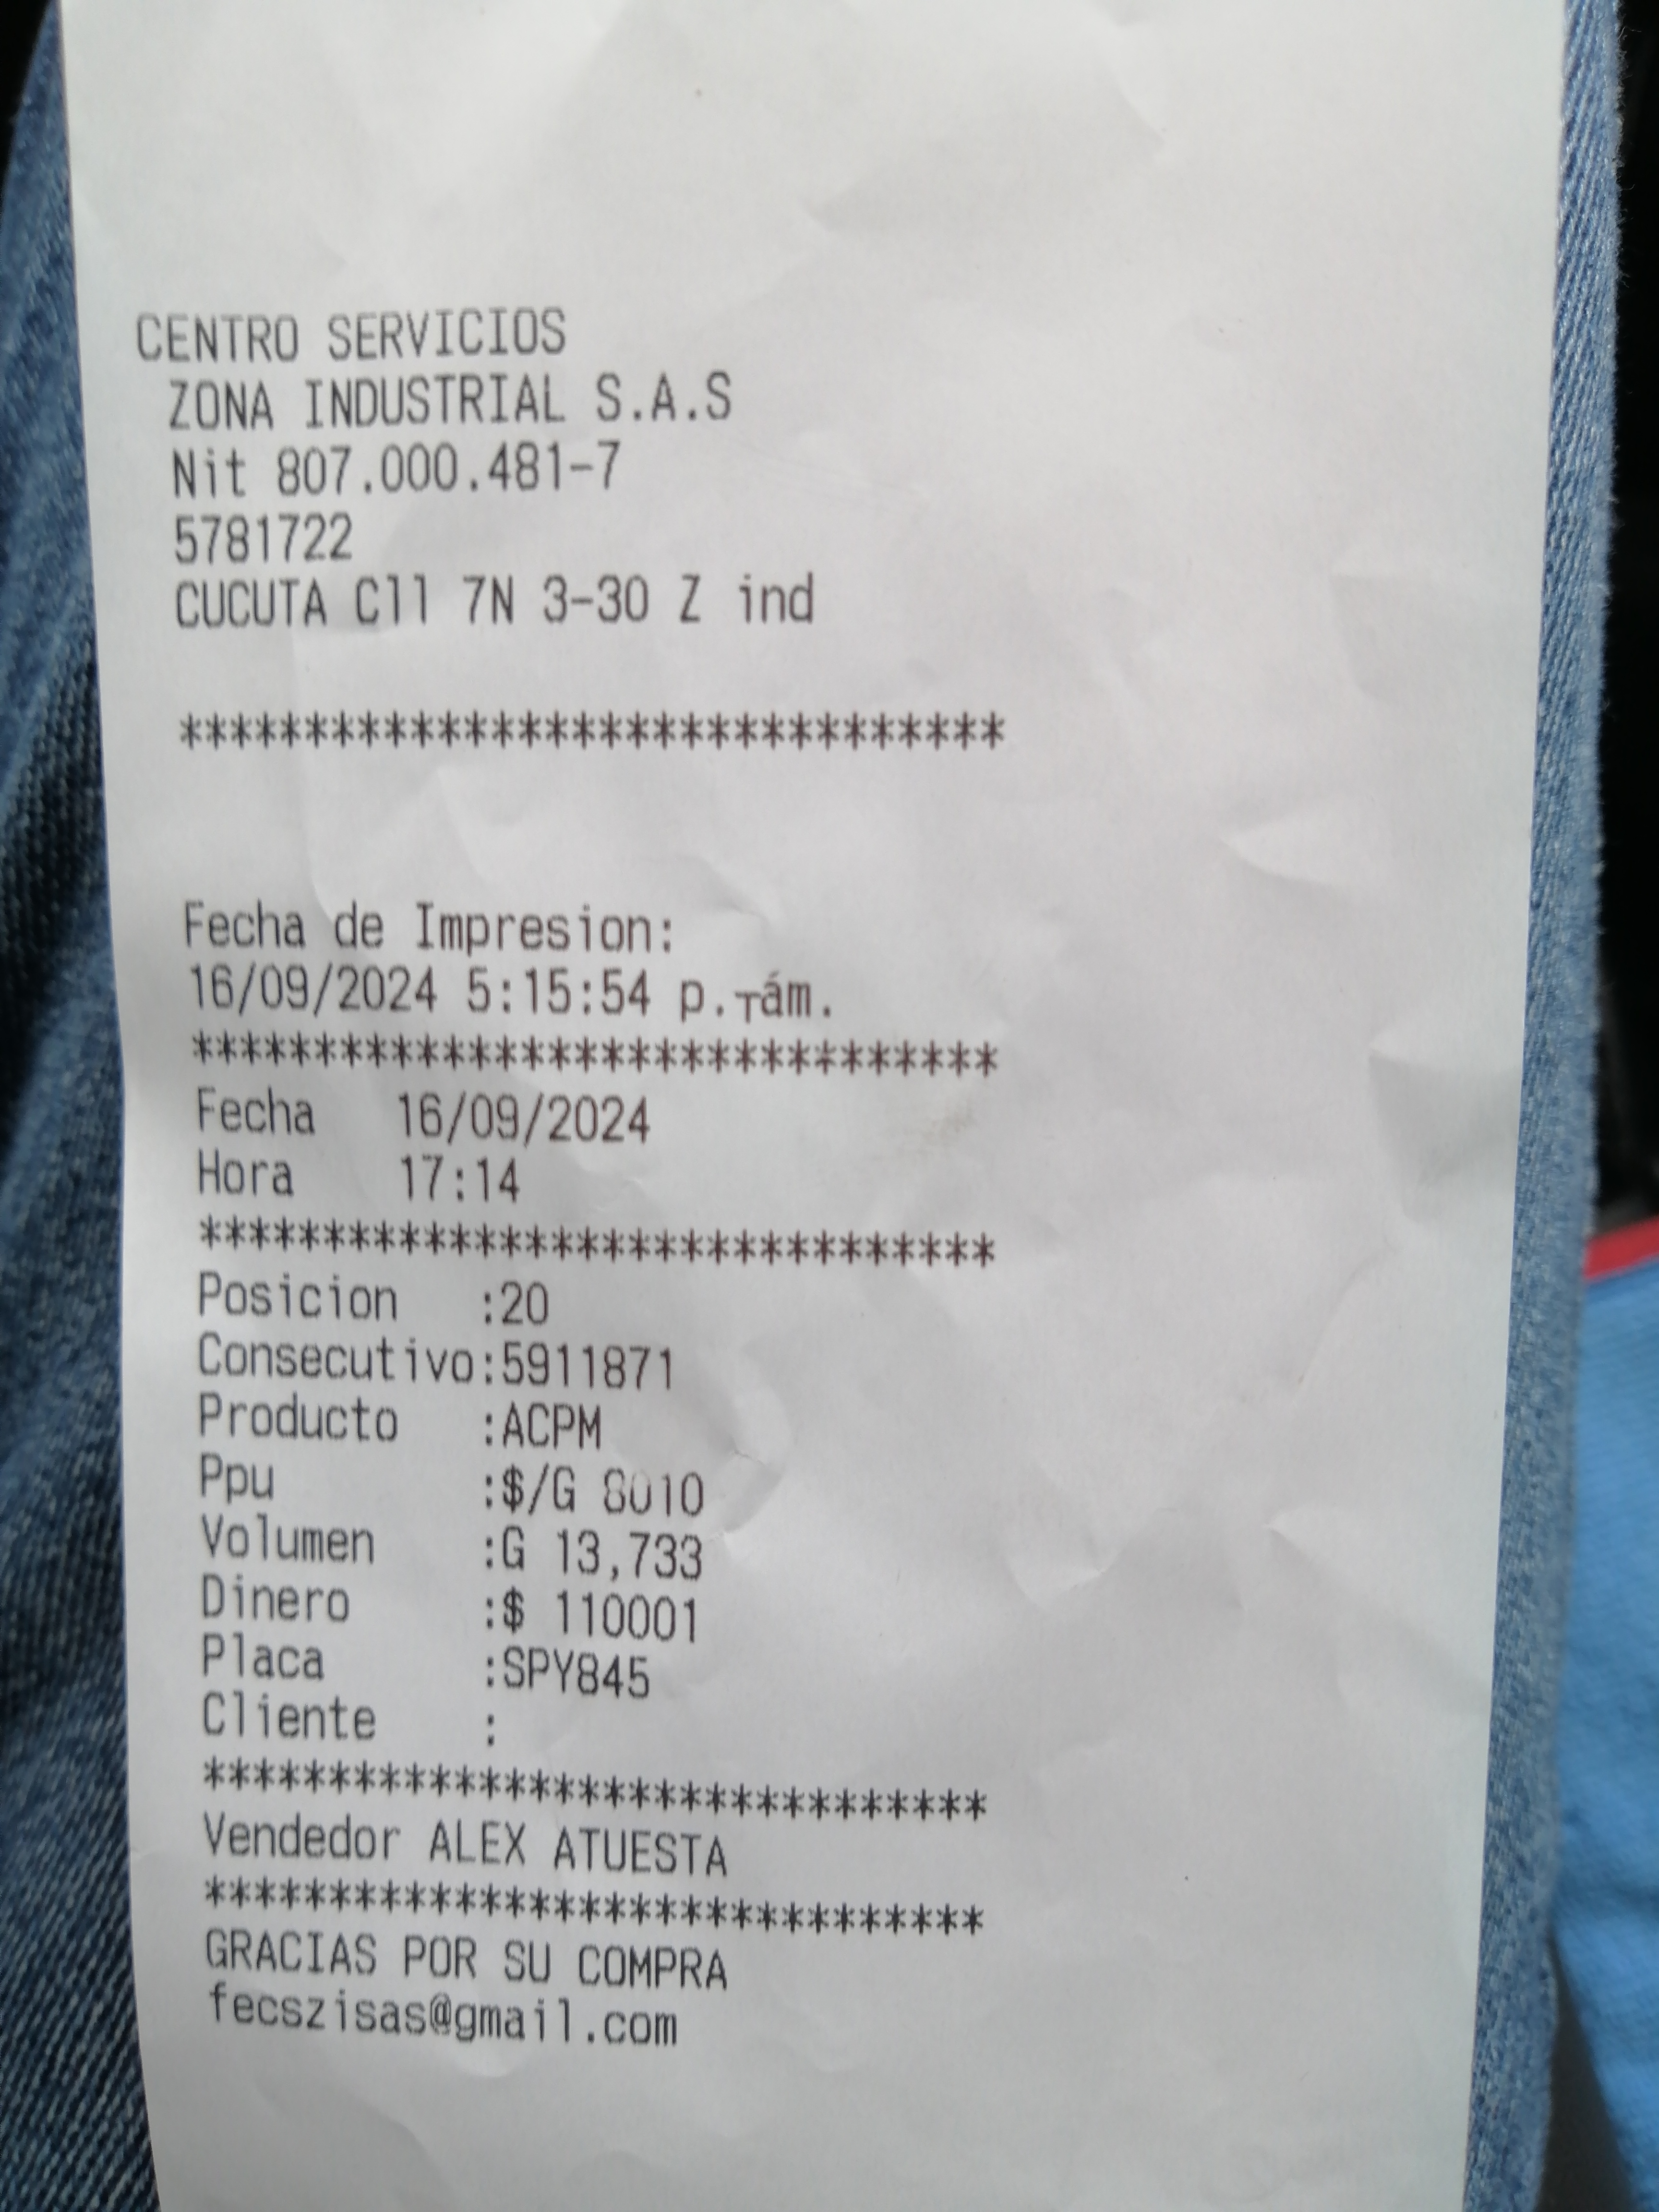 CENTRO SERVICIOS
ZONA INDUSTRIAL S.A.S
Nit 807.000.481-7
5781722
CUCUTA Cll 7N 3-30 Z ind
*******************************
Fecha de Impresion:
16/09/2024 5:15:54 p.┬ám.
*******************************
Fecha 16/09/2024
Hora 17:14
*******************************
Posicion :20
Consecutivo:5911871
Producto :ACPM
Ppu :$/G 8010
Volumen :G 13,733
Dinero :$ 110001
Placa :SPY845
Cliente :
*******************************
Vendedor ALEX ATUESTA
*******************************
GRACIAS POR SU COMPRA
fecszisas@gmail.com